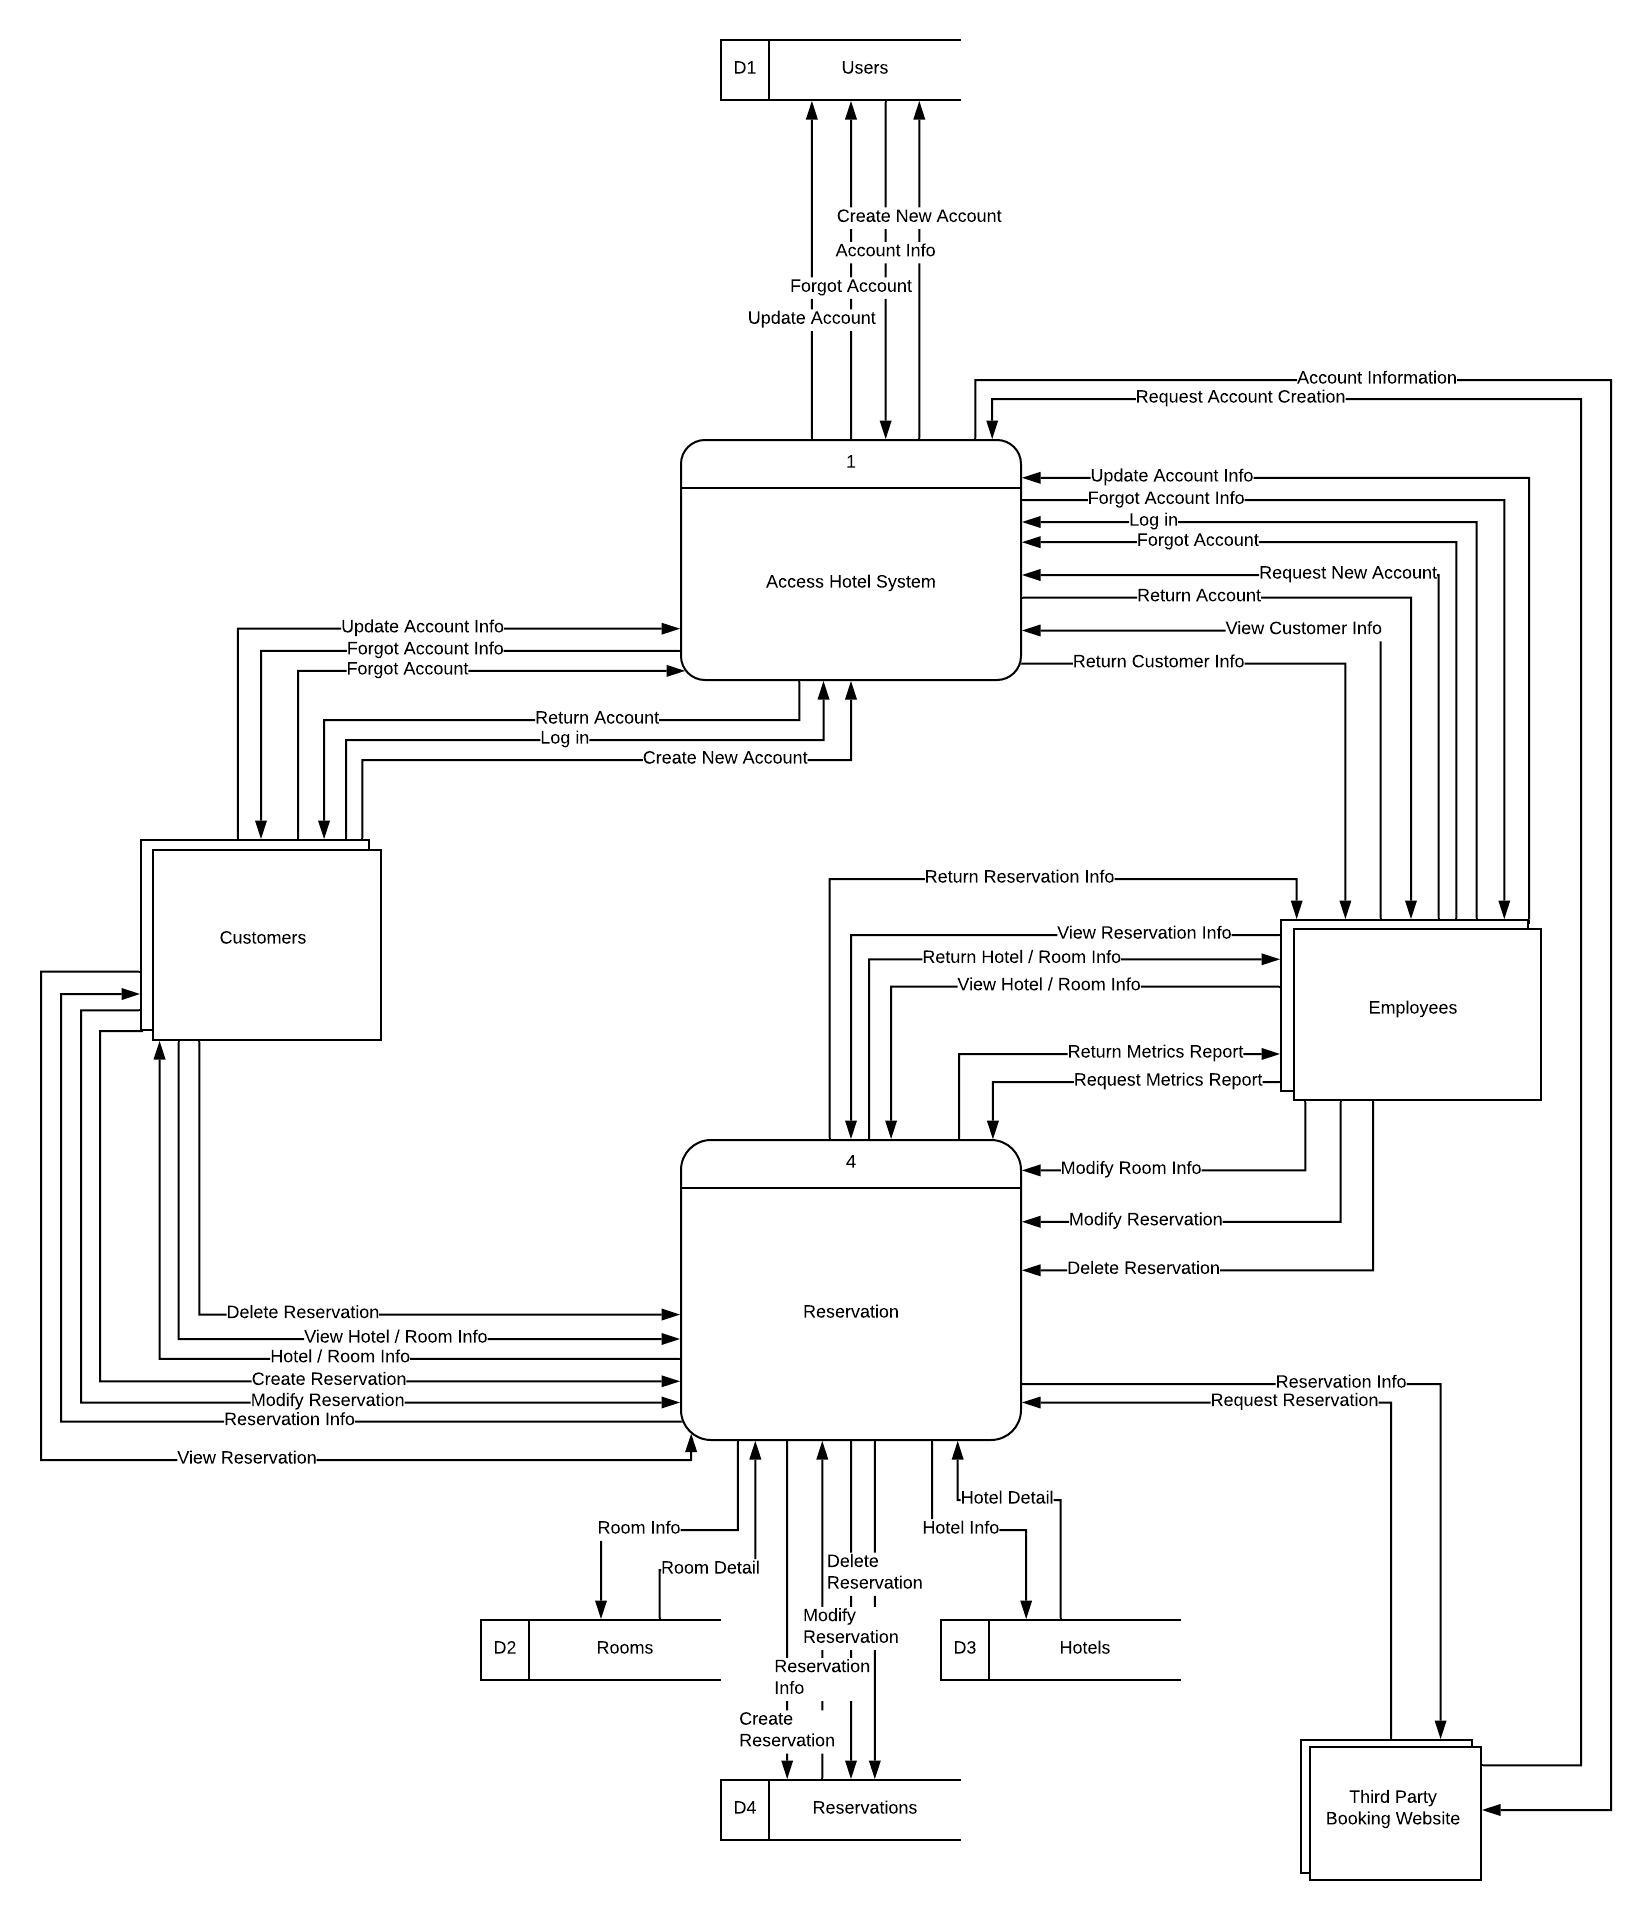 D1
Users
Create New Account
Account Info
Forgot Account
Update Account
Account Information
Request Account Creation
1
Access Hotel System
Update Account Info
Forgot Account Info
Log in
Forgot Account
Request New Account
Return Account
View Customer Info
Return Customer Info
Update Account Info
Forgot Account Info
Forgot Account
Return Account
Log in
Create New Account
Customers
Return Reservation Info
View Reservation Info
Return Hotel / Room Info
View Hotel / Room Info
Employees
Return Metrics Report
Request Metrics Report
4
Reservation
Modify Room Info
Modify Reservation
Delete Reservation
Delete Reservation
View Hotel / Room Info
Hotel / Room Info
Create Reservation
Modify Reservation
Reservation Info
View Reservation
Reservation Info
Request Reservation
Hotel Detail
Hotel Info
Room Info
Room Detail
Delete
Reservation
Modify
Reservation
Reservation
Info
Create
Reservation
D2
Rooms
D3
Hotels
D4
Reservations
Third Party
Booking Website